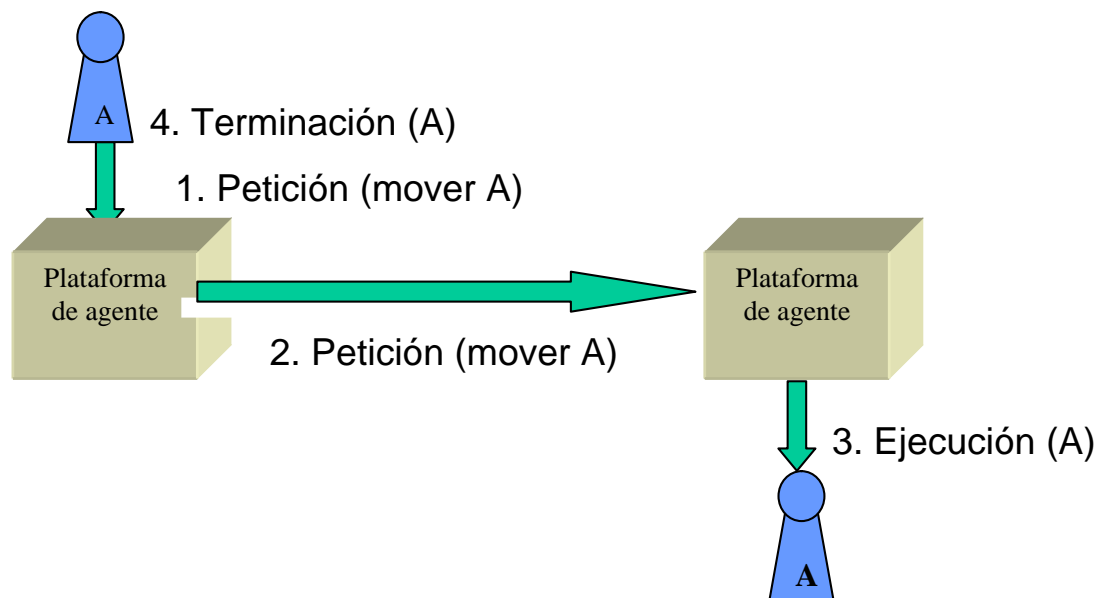 A
4. Terminación (A)
1. Petición (mover A)
Plataforma
de agente
Plataforma
de agente
2. Petición (mover A)
3. Ejecución (A)
A